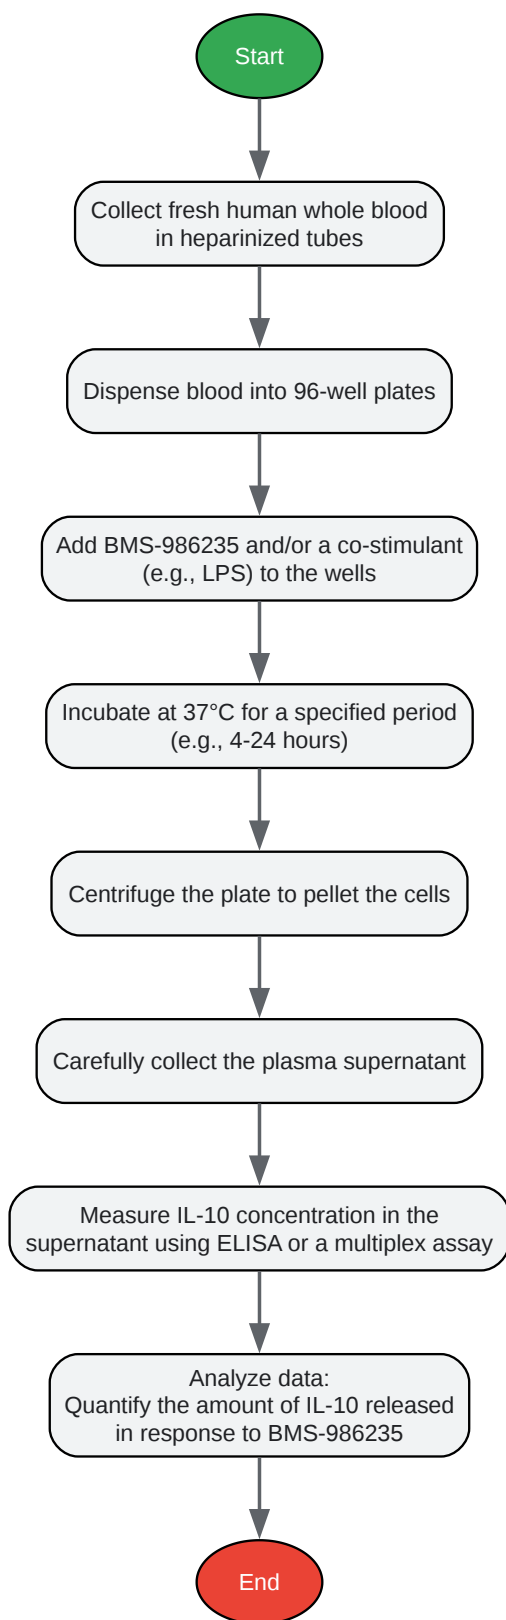 Start
Collect fresh human whole blood
in heparinized tubes
Dispense blood into 96-well plates
Add BMS-986235 and/or a co-stimulant
(e.g., LPS) to the wells
Incubate at 37°C for a specified period
(e.g., 4-24 hours)
Centrifuge the plate to pellet the cells
Carefully collect the plasma supernatant
Measure IL-10 concentration in the
supernatant using ELISA or a multiplex assay
Analyze data:
Quantify the amount of IL-10 released
in response to BMS-986235
End